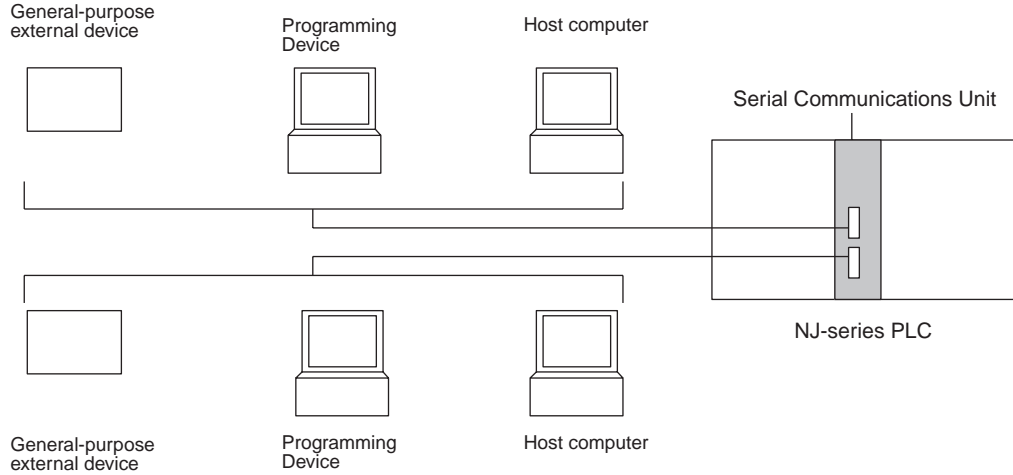 General-purpose
external device
Programming
Device
Host computer
Serial Communications Unit
NJ-series PLC
General-purpose
external device
Programming
Device
Host computer